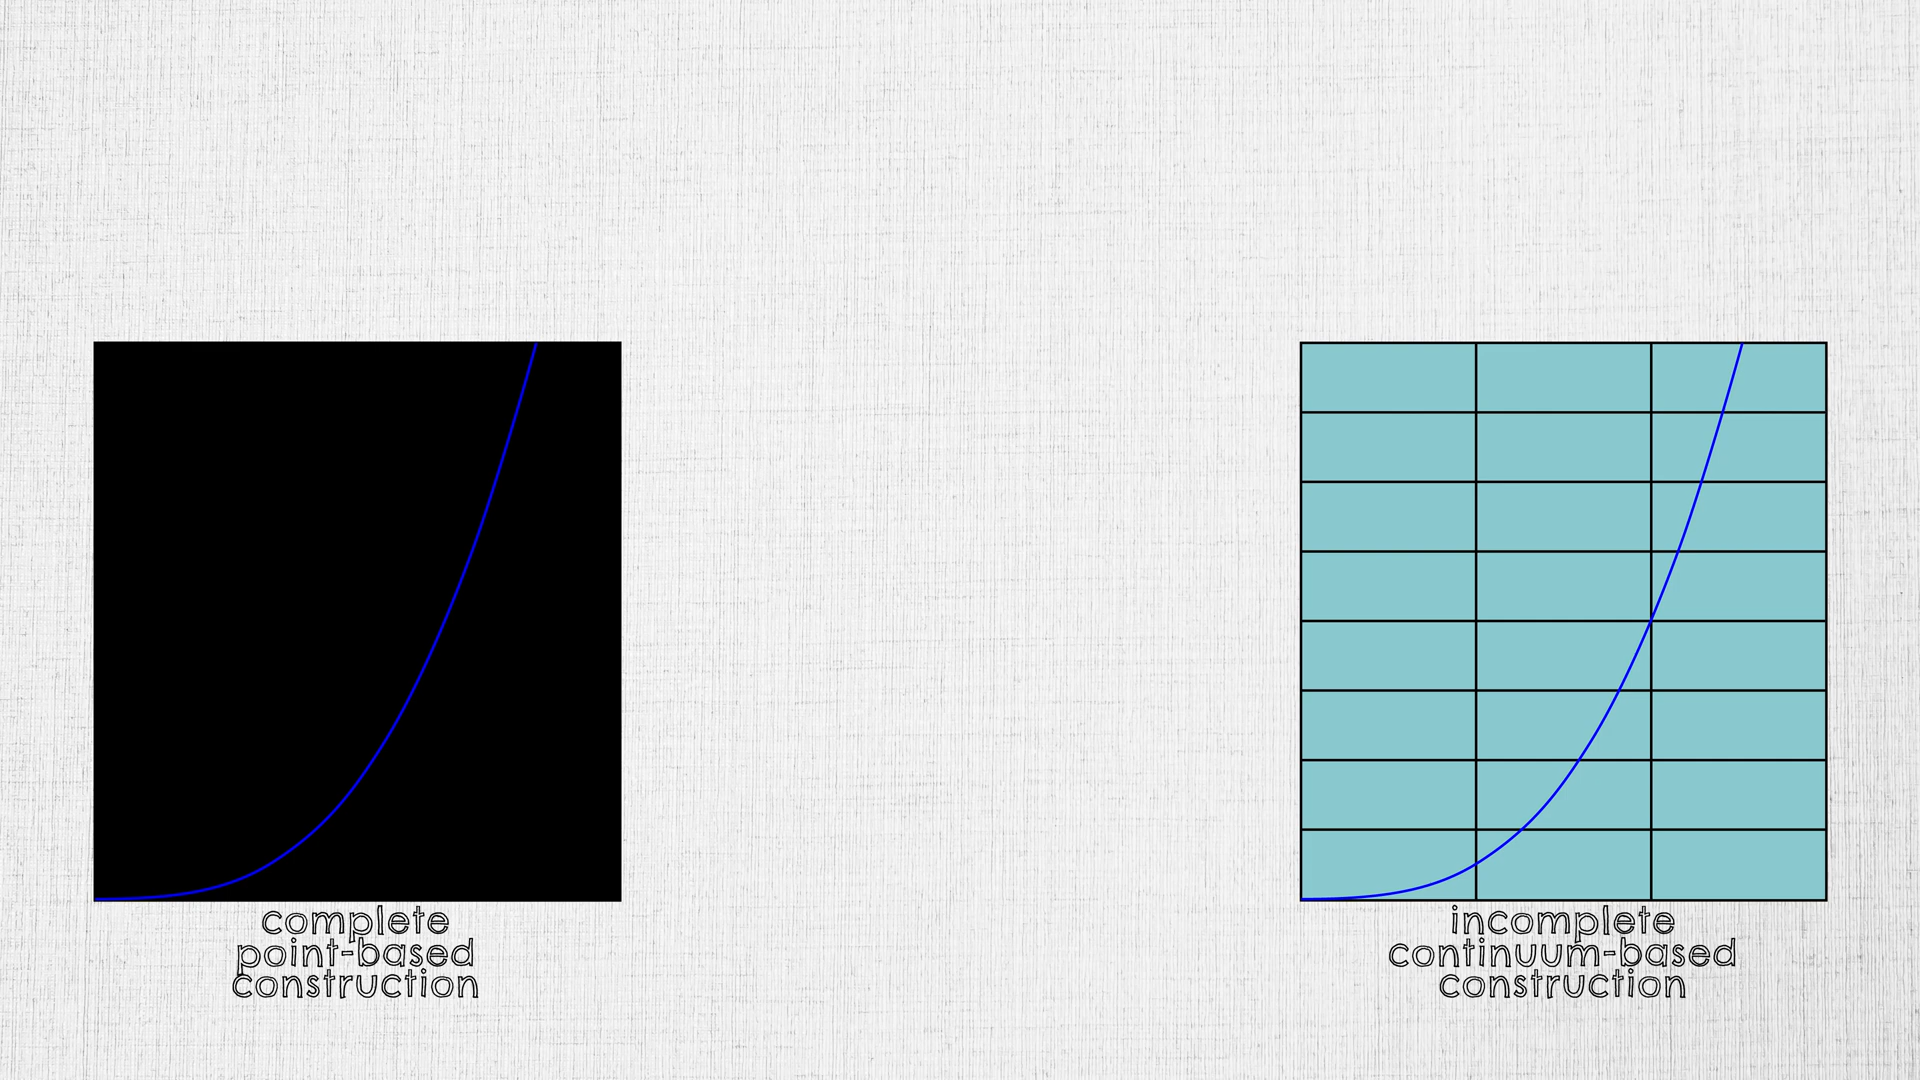 complete
point-based
construction
incomplete
continuum-based
construction